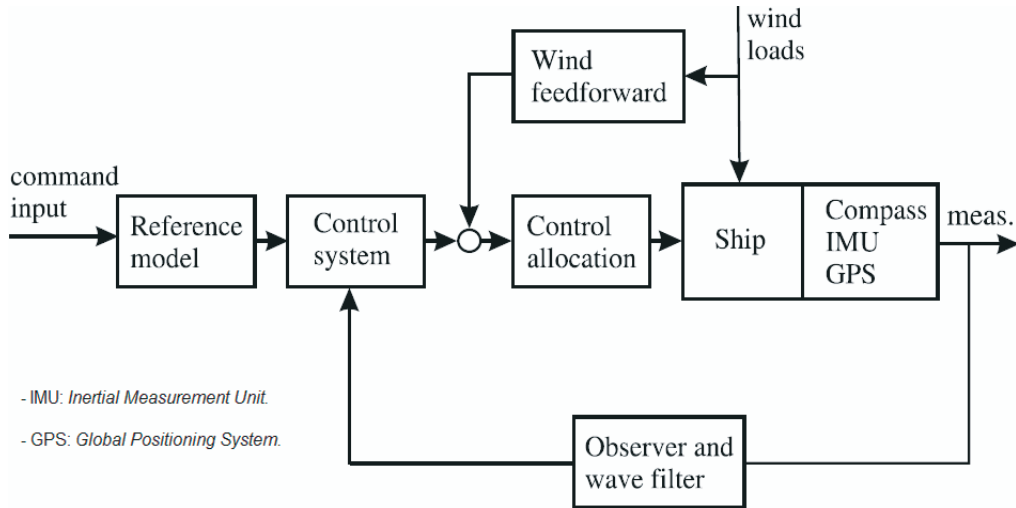 wind
loads
Wind
feedforward
command
input
Reference
model
Control
system
Control
allocation
Ship
Compass
IMU
GPS
meas.
- IMU: Inertial Measurement Unit.
- GPS: Global Positioning System.
Observer and
wave filter